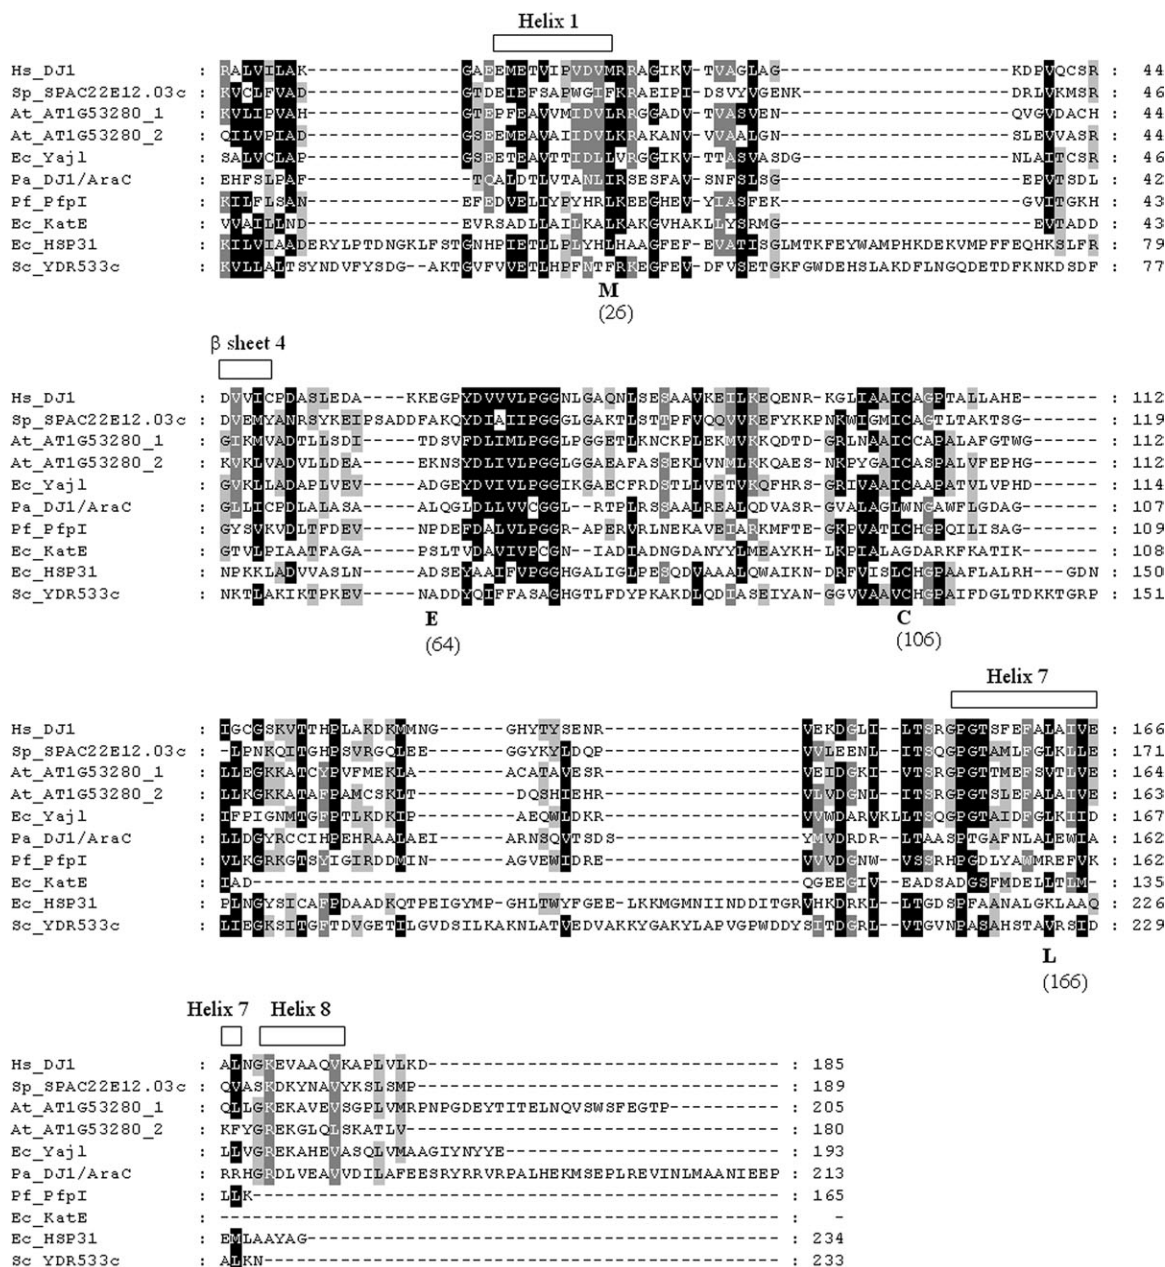 Helix 1
Hs_DJ1 : RALVILAK--------------GAEEMETVIPVDVMRRAGIKV-TVAGLAG---------------------KDPVQCSR : 44
Sp_SPAC22E12.03c : KVCLFVAD--------------GTDEIEFSAPWGIFKRAEIPI-DSVYVGENK-------------------DRLVKMSR : 46
At_AT1G53280_1 : KVLIPVAH--------------GTEPFEAVVMIDVLRRGGADV-TVASVEN---------------------QVGVDACH : 44
At_AT1G53280_2 : QILVPIAD--------------GSEEMEAVAIIDVLKRAKANV-VVAALGN---------------------SLEVVASR : 44
Ec_Yajl : SALVCLAP--------------GSEETEAVTTIDLLVRGGIKV-TTASVASDG-------------------NLAITCSR : 46
Pa_DJ1/AraC : EHFSLPAF---------------TQALDTLVTANLIRSESFAV-SNFSLSG---------------------EPVTSDL : 42
Pf_PfpI : KILFLSAN--------------EFEDVELIYPYHRLKEEGHEV-YIASFEK---------------------GVITGKH : 43
Ec_KatE : VVAILLND--------------EVRSADLLAILKALKAKGVHAKLLYSRMG---------------------EVTADD : 43
Ec_HSP31 : KILVIAADERYLPTDNGKLFSTGNHPIETLLPLYHLHAAGFEF-EVATISGLMTKFEYWAMPHKDEKVMPFFEQHKSLFR : 79
Sc_YDR533c : KVLLALTSYNDVFYSDG--AKTGVFVVETLHPFNTFRKEGFEV-DFVSETGKFGWDEHSLAKDFLNGQDETDFKNKDSDF : 77
M
(26)
β sheet 4
Hs_DJ1 : DVVICPDASLEDA----KKEGPYDVVVLPGGNLGAQNLSESAAVKEILKEQENR-KGLIAAICAGPTALLAHE------- : 112
Sp_SPAC22E12.03c : DVEMYANRSYKEIPSADDFAKQYDIAIIPGGGLGAKTLSTTPFVQQVVKEFYKKPNKWIGMICAGTLTAKTSG------- : 119
At_AT1G53280_1 : GIKMVADTLLSDI----TDSVFDLIMLPGGLPGGETLKNCKPLEKMVKKQDTD-GRLNAAICCAPALAFGTWG------- : 112
At_AT1G53280_2 : KVKLVADVLLDEA----EKNSYDLIVLPGGLGGAEAFASSEKLVNMLKKQAES-NKPYGAICASPALVFEPHG------- : 112
Ec_Yajl : GVKLLADAPLVEV----ADGEYDVIVLPGGIKGAECFRDSTLLVETVKQFHRS-GRIVAAICAAPATVLVPHD------- : 114
Pa_DJ1/AraC : GLLICPDLALASA----ALQGLDLLVVCGGL-RTPLRSSAALREALQDVASR-GVALAGLWNGAWFLGDAG------- : 107
Pf_PfpI : GYSVKVDLTFDEV----NPDEFDALVLPGGR-APERVRLNEKAVEIARKMFTE-GKPVATICHGPQILISAG------- : 109
Ec_KatE : GTVLPIAATFAGA----PSLTVDAVIVPCGN--IADIADNGDANYYLMEAYKH-LKPIALAGDARKFKATIK------- : 108
Ec_HSP31 : NPKKLADVVASLN----ADSEYAAIFVPGGHGALIGLPESQDVAAALQWAIKN-DRFVISLCHGPAAFLALRH---GDN : 150
Sc_YDR533c : NKTLAKIKTPKEV----NADDYQIFFASAGHGTLFDYPKAKDLQDIASEIYAN-GGVVAAVCHGPAIFDGLTDKKTGRP : 151
E
(64)
C
(106)
Helix 7
Hs_DJ1 : IGCGSKVTTHPLAKDKMMNG-------GHYTYSENR------------------VEKDGLI--LTSRGPGTSFEFALAIVE : 166
Sp_SPAC22E12.03c : -LPNKQITGHPSVRGQLEE--------GGYKYLDQP------------------VVLEENL--ITSQGPGTAMLFGLKLLE : 171
At_AT1G53280_1 : LLEGKKATCYPVFMEKLA---------ACATAVESR------------------VEIDGKI--VTSRGPGTTMEFSVTLVE : 164
At_AT1G53280_2 : LLKGKKATAFPAMCSKLT---------DQSHIEHR-------------------VLVDGNL--ITSRGPGTSLEFALAIVE : 163
Ec_Yajl : IFPIGNMTGFPTLKDKIP---------AEQWLDKR-------------------VVWDARVKLLTSQGPGTAIDFGLKIID : 167
Pa_DJ1/AraC : LLDGYRCCIHPEHRAALAEI-------ARNSQVTSDS-----------------YMVDRDR--LTAASPTGAFNLALEWIA : 162
Pf_PfpI : VLKGRKGTSYIGIRDDMIN--------AGVEWIDRE------------------VVVDGNW--VSSRHPGDLYAWMREFVK : 162
Ec_KatE : IAD--------------------------------------------------QGEEGIV--EADSADGSFMDELLTLM- : 135
Ec_HSP31 : PLNGYSICAFPDAADKQTPEIGYMP-GHLTWYFGEE-LKKMGMNIINDDITGRVHKDRKL--LTGDSPFAANALGKLAAQ : 226
Sc_YDR533c : LIEGKSITGFTDVGETILGVDSILKAKNLATVEDVAKKYGAKYLAPVGPWDDYSITDGRL--VTGVNPASAHSTAVRSID : 229
L
(166)
Helix 7 Helix 8
Hs_DJ1 : ALNGKEVAAQVKAPLVLKD-------------------------------- : 185
Sp_SPAC22E12.03c : QVASKDKYNAVYKSLSMP--------------------------------- : 189
At_AT1G53280_1 : QLLGKEKAVEVSGPLVMRPNPGDEYTITELNQVSWSFEGTP---------- : 205
At_AT1G53280_2 : KFYGREKGLQLSKATLV---------------------------------- : 180
Ec_Yajl : LLVGREKAHEVASQLVMAAGIYNYYE------------------------- : 193
Pa_DJ1/AraC : RRHGRDLVEAVVDILAFEESRYRRVRPALHEKMSEPLREVINLMAANIEEP : 213
Pf_PfpI : LLK------------------------------------------------ : 165
Ec_KatE : --------------------------------------------------- : -
Ec_HSP31 : EMLAAYAG------------------------------------------- : 234
Sc_YDR533c : ALKN----------------------------------------------- : 233